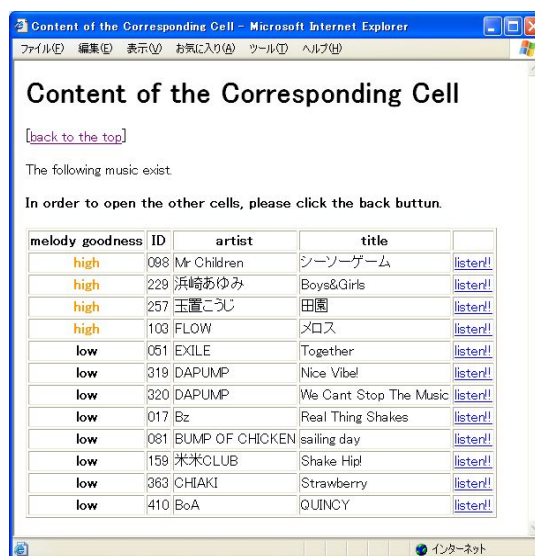 Content of the Corresponding Cell - Microsoft Internet Explorer
ファイル(F) 編集(E) 表示(V) お気に入り(A) ツール(T) ヘルプ(H)
Content of the Corresponding Cell
[back to the top]
The following music exist.
In order to open the other cells, please click the back buttun.
melody goodness ID artist title
high 098 Mr Children シーソーゲーム listen!!
high 229 浜崎あゆみ Boys&Girls listen!!
high 257 玉置こうじ 田園 listen!!
high 103 FLOW メロス listen!!
low 051 EXILE Together listen!!
low 319 DAPUMP Nice Vibe! listen!!
low 320 DAPUMP We Cant Stop The Music listen!!
low 017 Bz Real Thing Shakes listen!!
low 081 BUMP OF CHICKEN sailing day listen!!
low 159 米米CLUB Shake Hip! listen!!
low 363 CHIAKI Strawberry listen!!
low 410 BoA QUINCY listen!!
インターネット